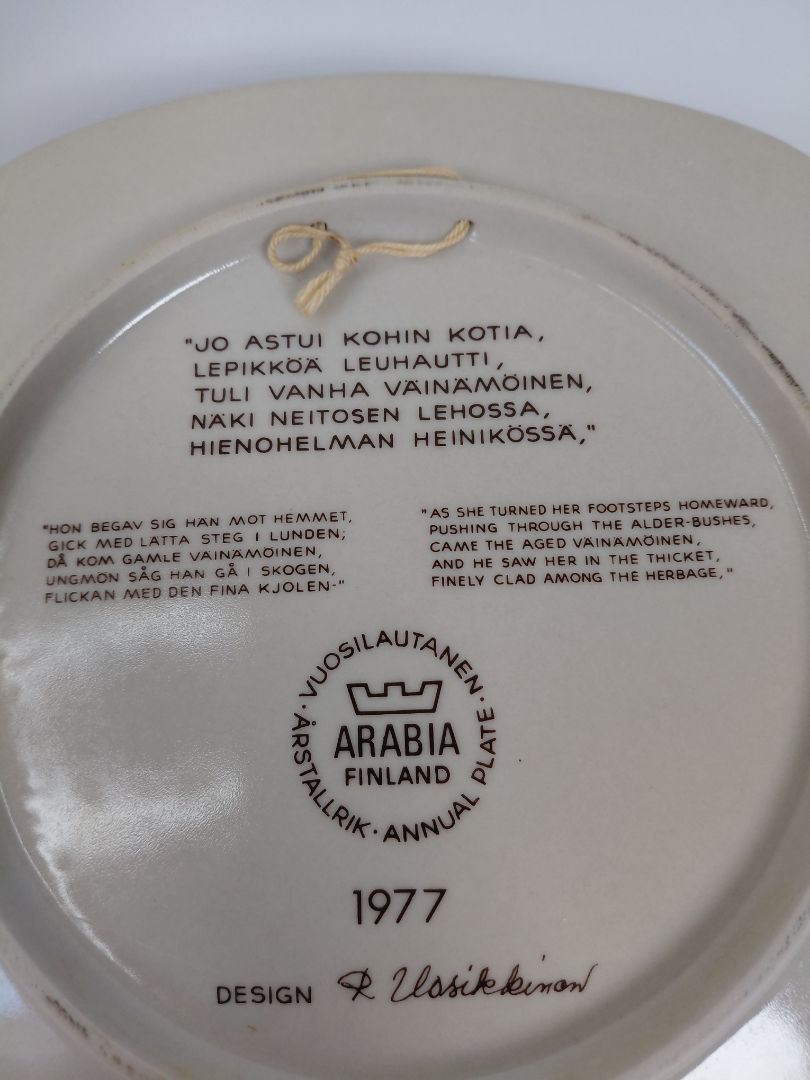 "JO ASTUI KOHIN KOTIA,
LEPIKKÖÄ LEUHAUTTI,
TULI VANHA VÄINÄMÖINEN,
NÄKI NEITOSEN LEHOSSA,
HIENOHELMAN HEINIKÖSSÄ,"
"HON BEGAV SIG HÄN MOT HEMMET,
GICK MED LÄTTA STEG I LUNDEN;
DÅ KOM GAMLE VÄINÄMÖINEN,
UNGMÖN SÅG HAN GÅ I SKOGEN,
FLICKAN MED DEN FINA KJOLEN-"
"AS SHE TURNED HER FOOTSTEPS HOMEWARD,
PUSHING THROUGH THE ALDER-BUSHES,
CAME THE AGED VÄINÄMÖINEN,
AND HE SAW HER IN THE THICKET,
FINELY CLAD AMONG THE HERBAGE,"
· VUOSILAUTANEN ·
ARABIA
FINLAND
ÅRSTALLRIK · ANNUAL PLATE
1977
DESIGN R Uosikkinen